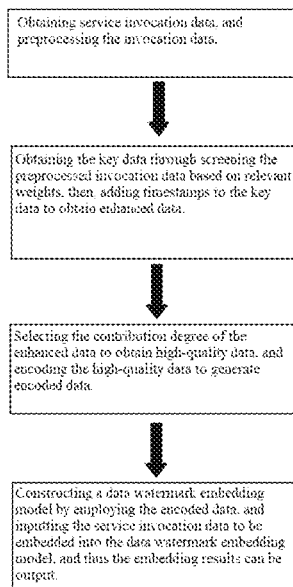 Obtaining service invocation data, and
preprocessing the invocation data.
Obtaining the key data through screening the
preprocessed invocation data based on relevant
weights, then, adding timestamps to the key
data to obtain enhanced data.
Selecting the contribution degree of the
enhanced data to obtain high-quality data, and
encoding the high-quality data to generate
encoded data.
Constructing a data watermark embedding
model by employing the encoded data, and
inputting the service invocation data to be
embedded into the data watermark embedding
model, and thus the embedding results can be
output.